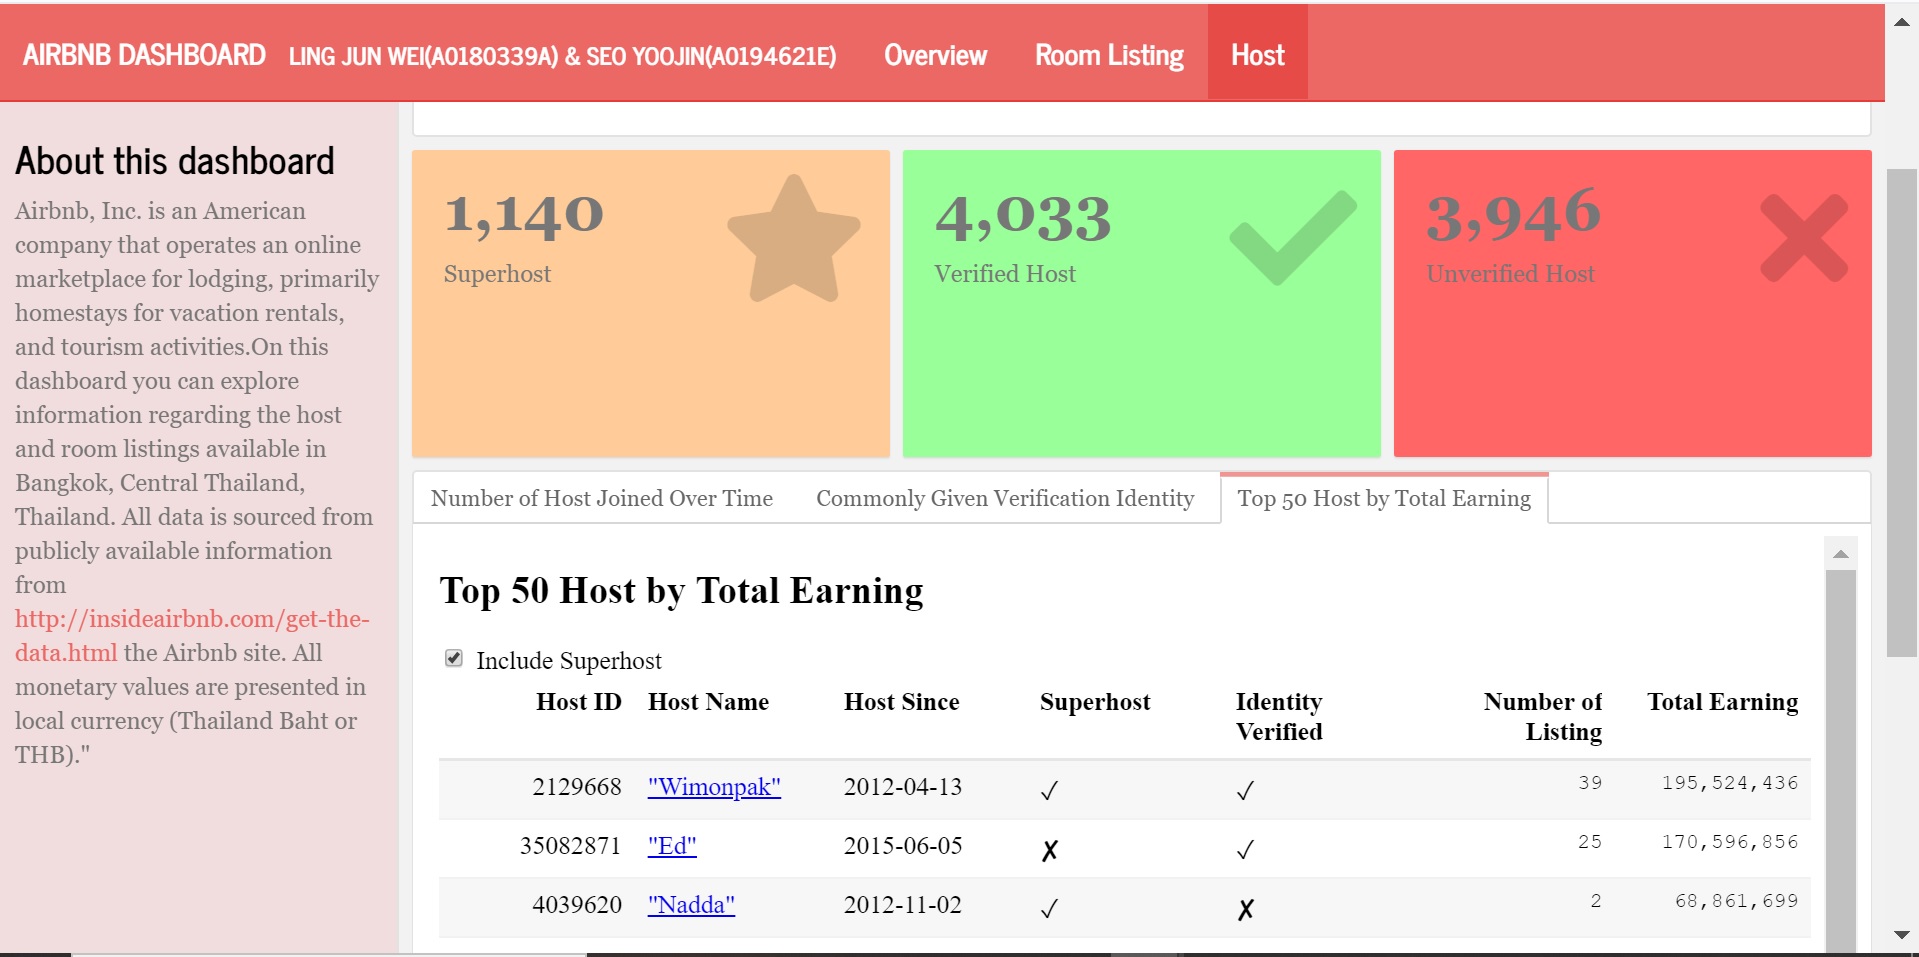 AIRBNB DASHBOARD LING JUN WEI(A0180339A) & SEO YOOJIN(A0194621E) Overview Room Listing Host
About this dashboard
Airbnb, Inc. is an American
company that operates an online
marketplace for lodging, primarily
homestays for vacation rentals,
and tourism activities.On this
dashboard you can explore
information regarding the host
and room listings available in
Bangkok, Central Thailand,
Thailand. All data is sourced from
publicly available information
from
http://insideairbnb.com/get-the-
data.html the Airbnb site. All
monetary values are presented in
local currency (Thailand Baht or
THB)."
1,140
Superhost
4,033
Verified Host
3,946
Unverified Host
Number of Host Joined Over Time Commonly Given Verification Identity Top 50 Host by Total Earning
Top 50 Host by Total Earning
Include Superhost
Host ID Host Name Host Since Superhost Identity Number of Total Earning
Verified Listing
2129668 "Wimonpak" 2012-04-13 ✓ ✓ 39 195,524,436
35082871 "Ed" 2015-06-05 ✗ ✓ 25 170,596,856
4039620 "Nadda" 2012-11-02 ✓ ✗ 2 68,861,699